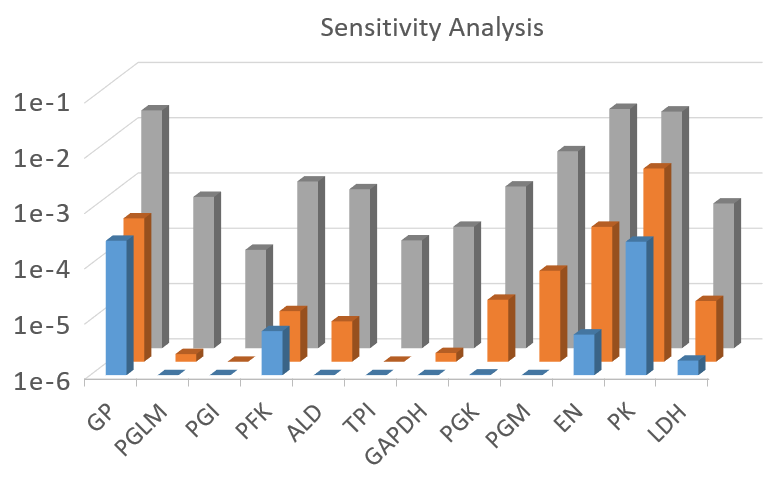 Sensitivity Analysis
1e-1
1e-2
1e-3
1e-4
1e-5
1e-6
GP
PGLM
PGI
PFK
ALD
TPI
GAPDH
PGK
PGM
EN
PK
LDH